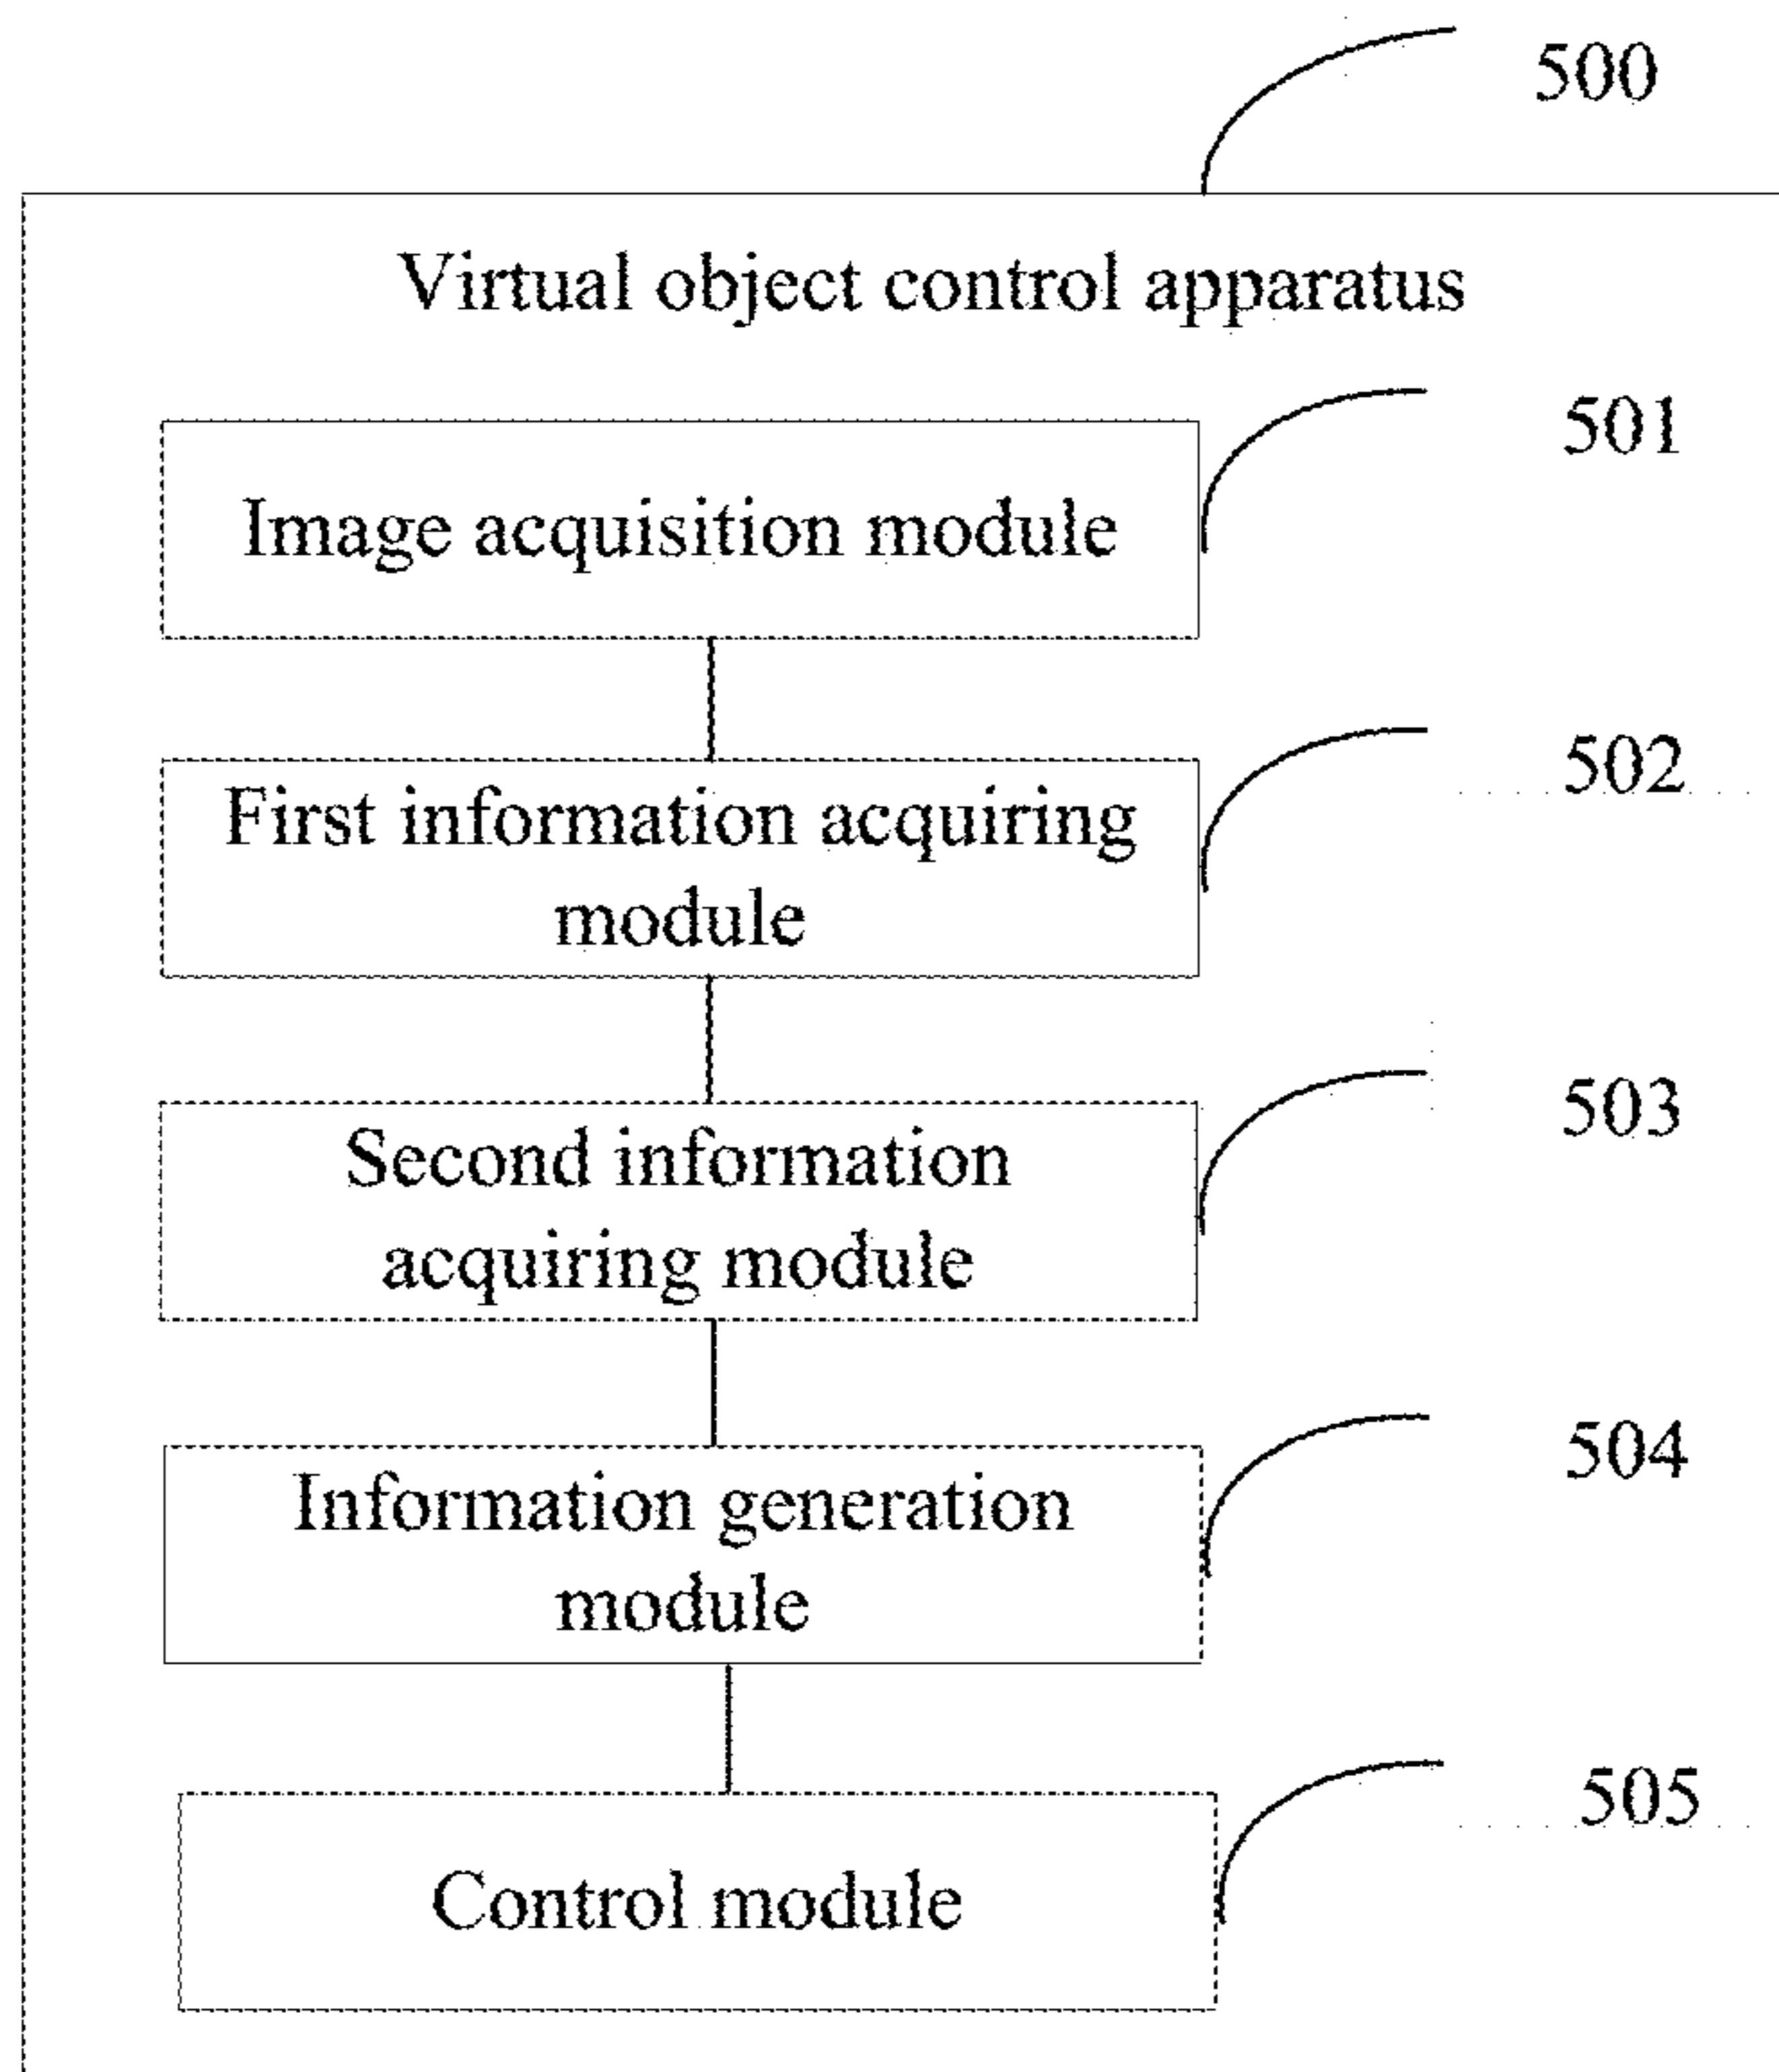 500
Virtual object control apparatus
501
Image acquisition module
502
First information acquiring
module
503
Second information
acquiring module
504
Information generation
module
505
Control module